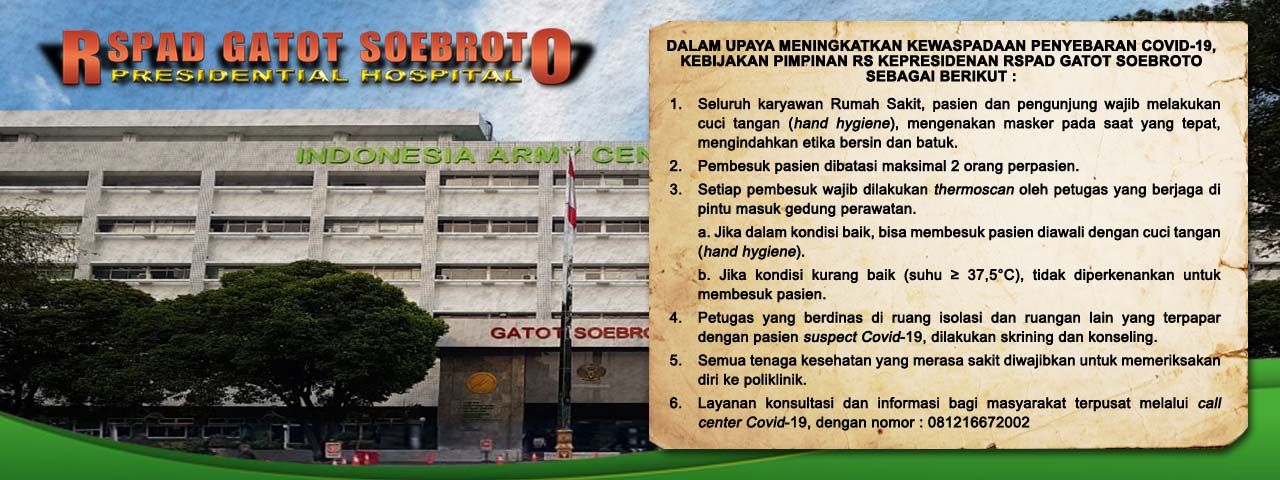 RSPAD GATOT SOEBROTO
PRESIDENTIAL HOSPITAL
INDONESIA ARMY CEN
GATOT SOEBRO
DALAM UPAYA MENINGKATKAN KEWASPADAAN PENYEBARAN COVID-19,
KEBIJAKAN PIMPINAN RS KEPRESIDENAN RSPAD GATOT SOEBROTO
SEBAGAI BERIKUT :
1. Seluruh karyawan Rumah Sakit, pasien dan pengunjung wajib melakukan
cuci tangan (hand hygiene), mengenakan masker pada saat yang tepat,
mengindahkan etika bersin dan batuk.
2. Pembesuk pasien dibatasi maksimal 2 orang perpasien.
3. Setiap pembesuk wajib dilakukan thermoscan oleh petugas yang berjaga di
pintu masuk gedung perawatan.
a. Jika dalam kondisi baik, bisa membesuk pasien diawali dengan cuci tangan
(hand hygiene).
b. Jika kondisi kurang baik (suhu ≥ 37,5°C), tidak diperkenankan untuk
membesuk pasien.
4. Petugas yang berdinas di ruang isolasi dan ruangan lain yang terpapar
dengan pasien suspect Covid-19, dilakukan skrining dan konseling.
5. Semua tenaga kesehatan yang merasa sakit diwajibkan untuk memeriksakan
diri ke poliklinik.
6. Layanan konsultasi dan informasi bagi masyarakat terpusat melalui call
center Covid-19, dengan nomor : 081216672002